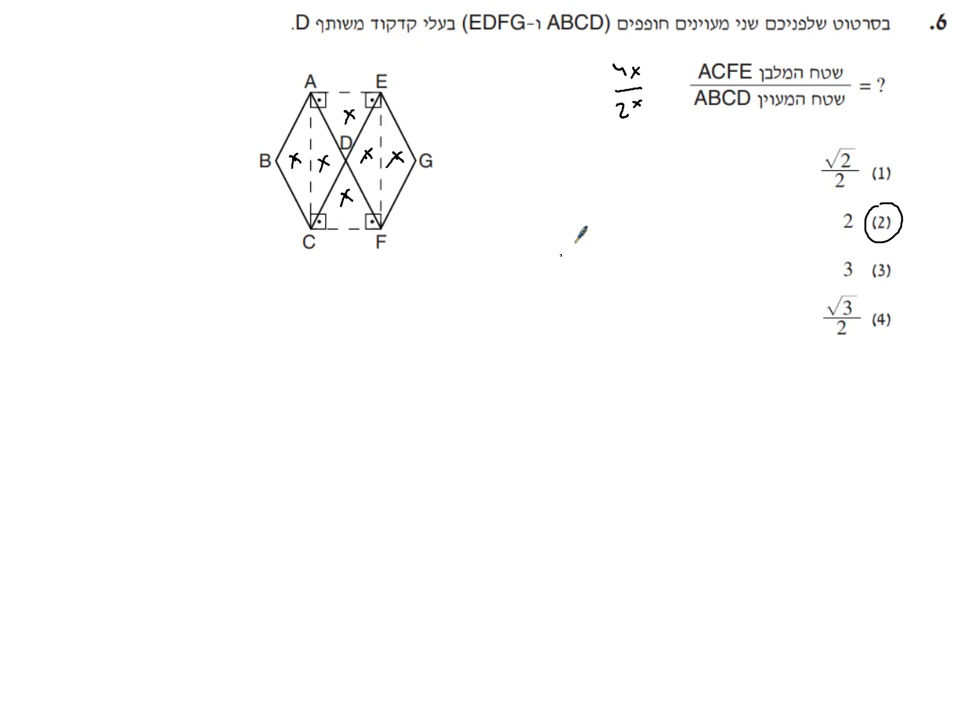 6. בסרטוט שלפניכם שני מעוינים חופפים (ABCD ו-EDFG) בעלי קדקוד משותף D.
שטח המלבן ACFE / שטח המעוין ABCD = ?
4x
2x
A E
x
D
B x x x x G
x
C F
(1) √2/2
(2) 2
(3) 3
(4) √3/2